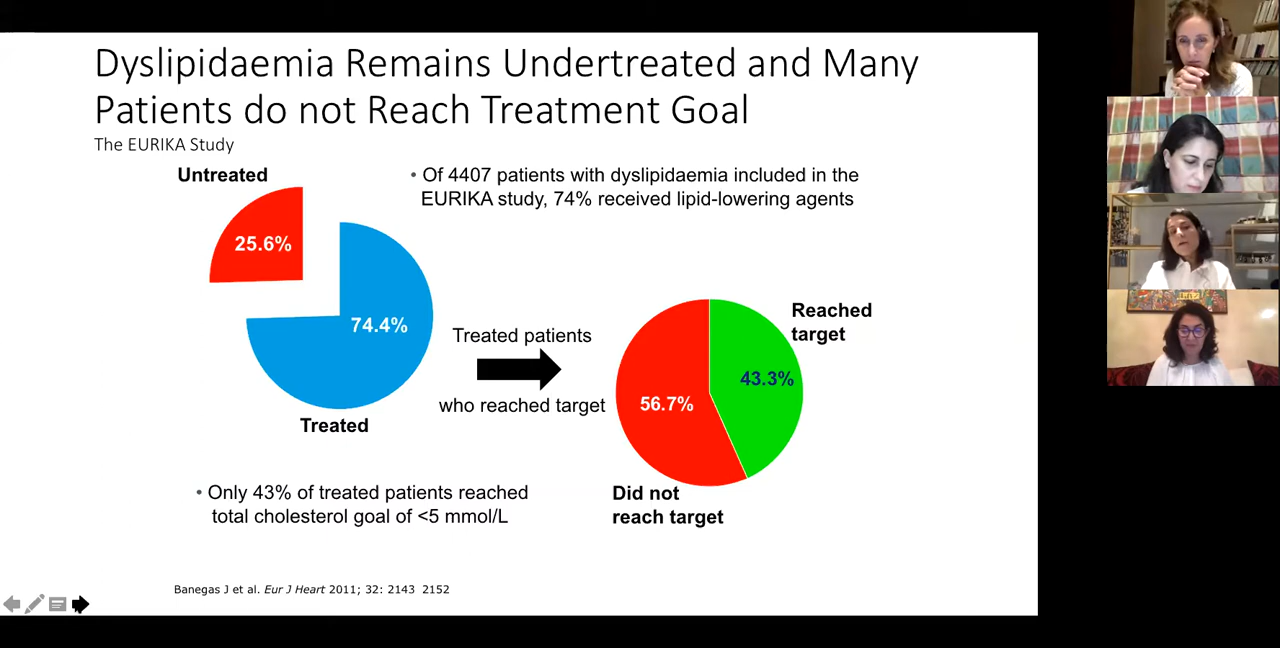 Dyslipidaemia Remains Undertreated and Many
Patients do not Reach Treatment Goal
The EURIKA Study
Untreated
25.6%
74.4%
Treated
• Of 4407 patients with dyslipidaemia included in the
EURIKA study, 74% received lipid-lowering agents
Treated patients
who reached target
Reached
target
43.3%
56.7%
Did not
reach target
• Only 43% of treated patients reached
total cholesterol goal of <5 mmol/L
Banegas J et al. Eur J Heart 2011; 32: 2143 2152